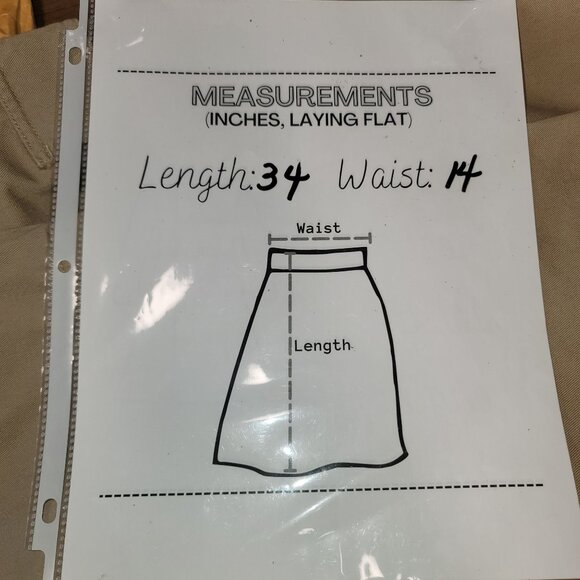 MEASUREMENTS
(INCHES, LAYING FLAT)
Length: 34 Waist: 14
Waist
Length